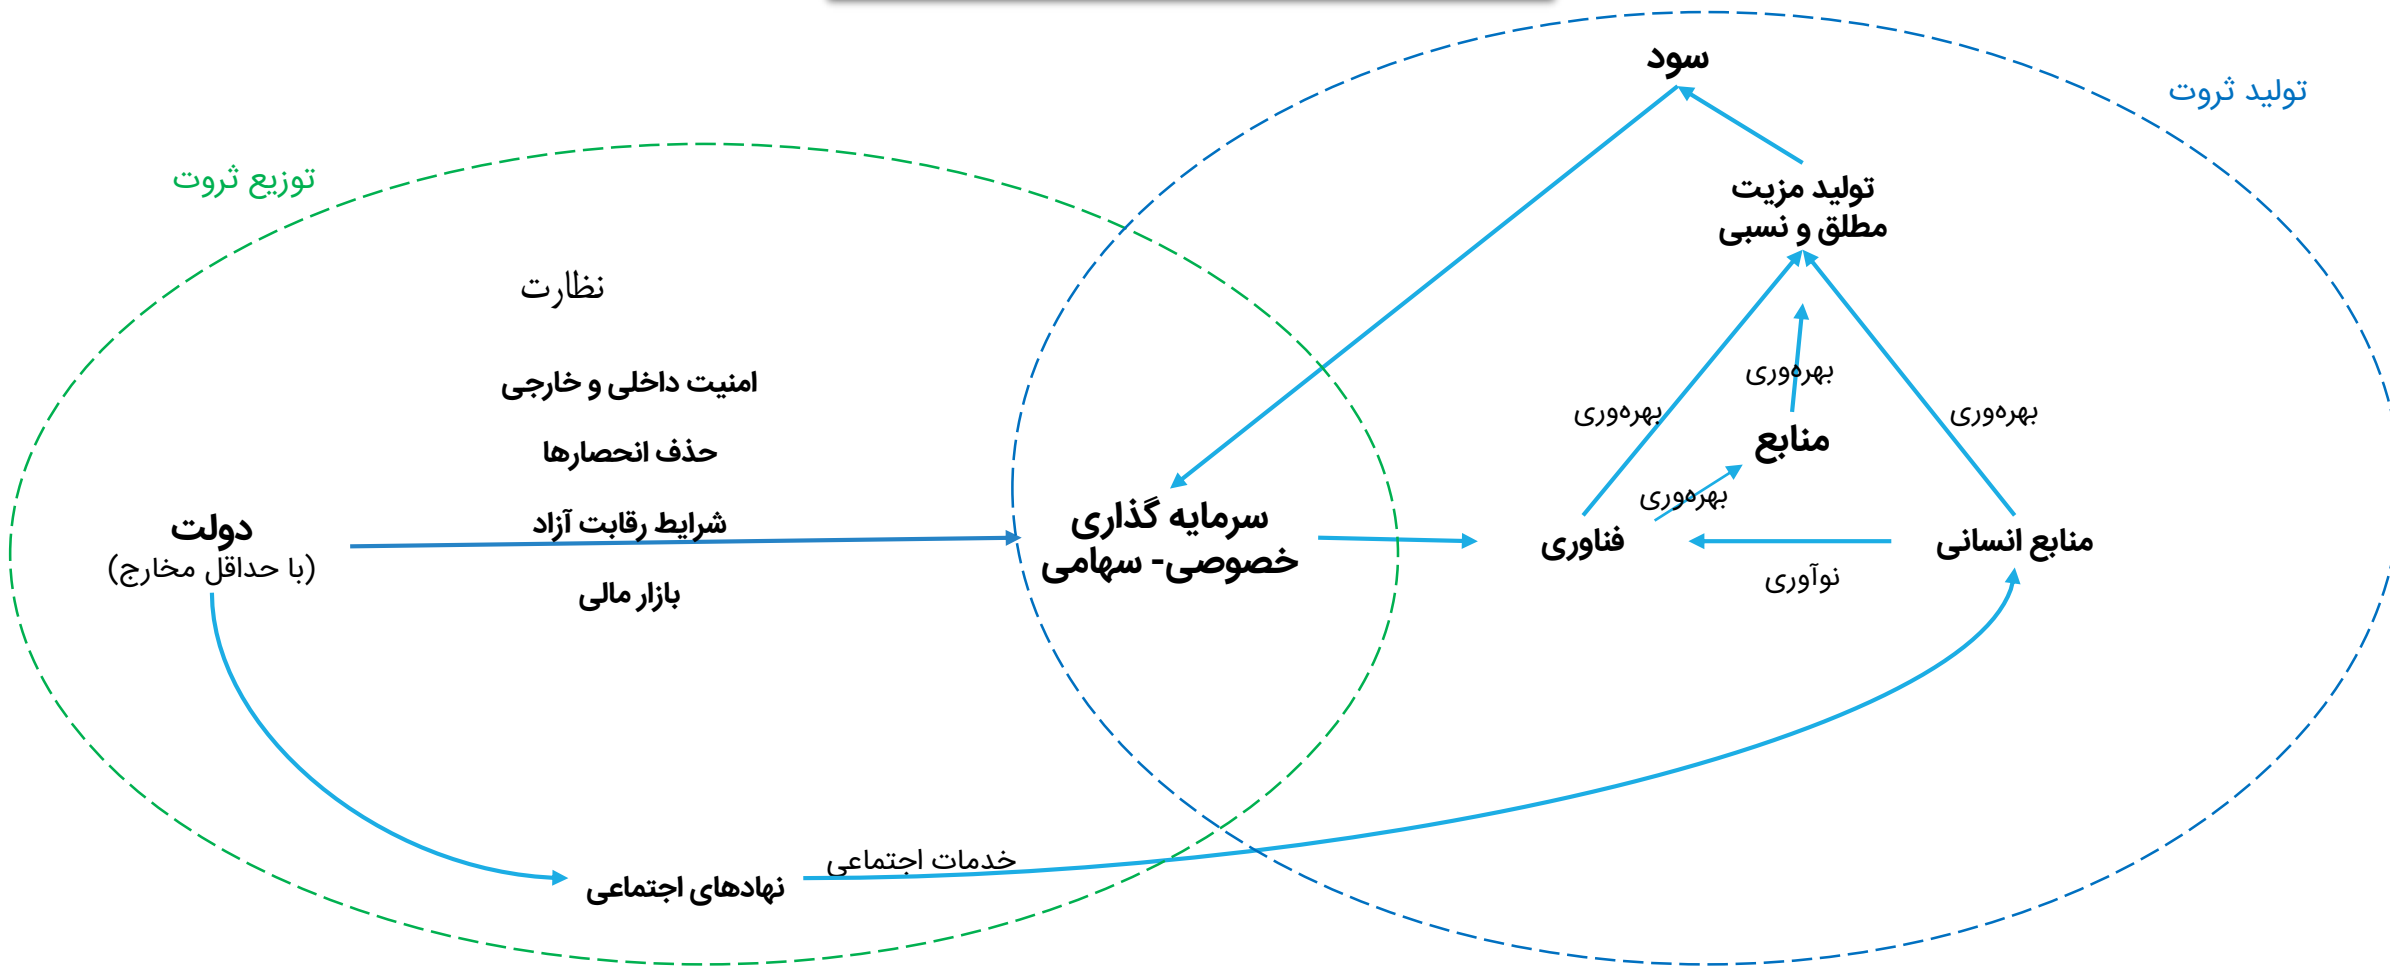 سود
تولید ثروت
توزیع ثروت
تولید مزیت
مطلق و نسبی
نظارت
امنیت داخلی و خارجی
حذف انحصارها
شرایط رقابت آزاد
بازار مالی
دولت
(با حداقل مخارج)
سرمایه گذاری
خصوصی- سهامی
بهره‌وری
بهره‌وری
بهره‌وری
منابع
بهره‌وری
فناوری
منابع انسانی
نوآوری
خدمات اجتماعی
نهادهای اجتماعی